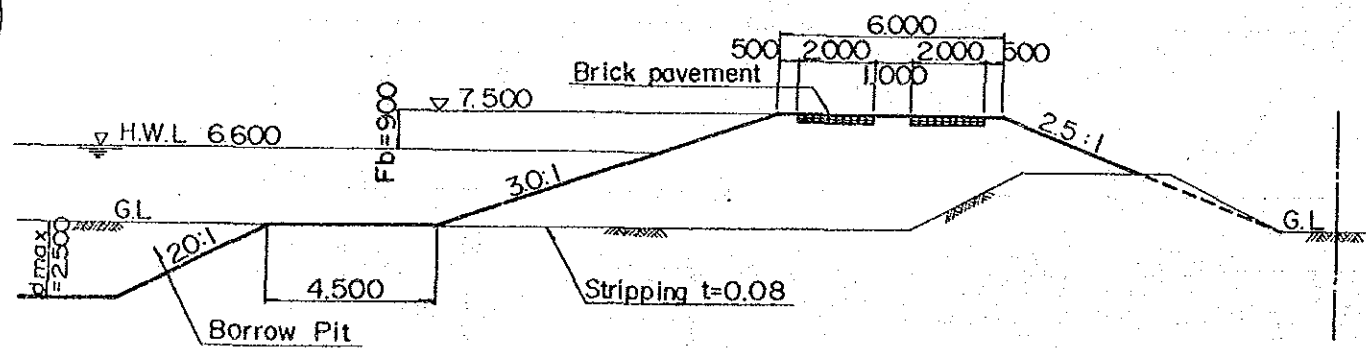 6.000
500 2.000 2.000 500
1.000
Brick pavement
7.500
H.W.L 6.600
Fb=900
3.0:1
2.5:1
G.L
G.L
2.0:1
dmax
=2.500
4.500
Stripping t=0.08
Borrow Pit